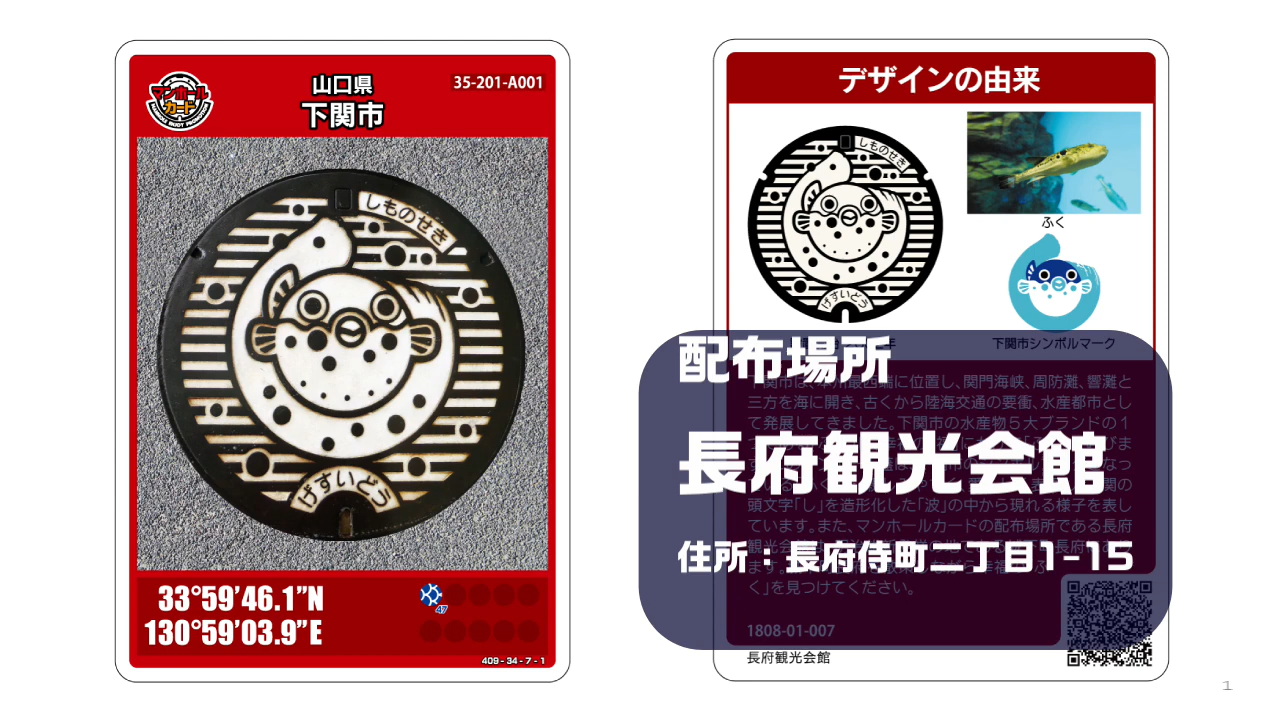 マンホール
カード
山口県
下関市
35-201-A001
しものせき
げすいどう
33°59'46.1"N
130°59'03.9"E
47
409-34-7-1
デザインの由来
しものせき
げすいどう
ふく
下関市シンボルマーク
配布場所
長府観光会館
住所：長府侍町二丁目1-15
に位置し、関門海峡、周防灘、響灘と
三方を海に開き、古くから陸海交通の要衝、水産都市とし
て発展してきました。下関市の水産物5大ブランドの1
頭文字「し」を造形化した「波」の中から現れる様子を表し
ています。また、マンホールカードの配布場所である長府
く」を見つけてください。
1808-01-007
長府観光会館
1